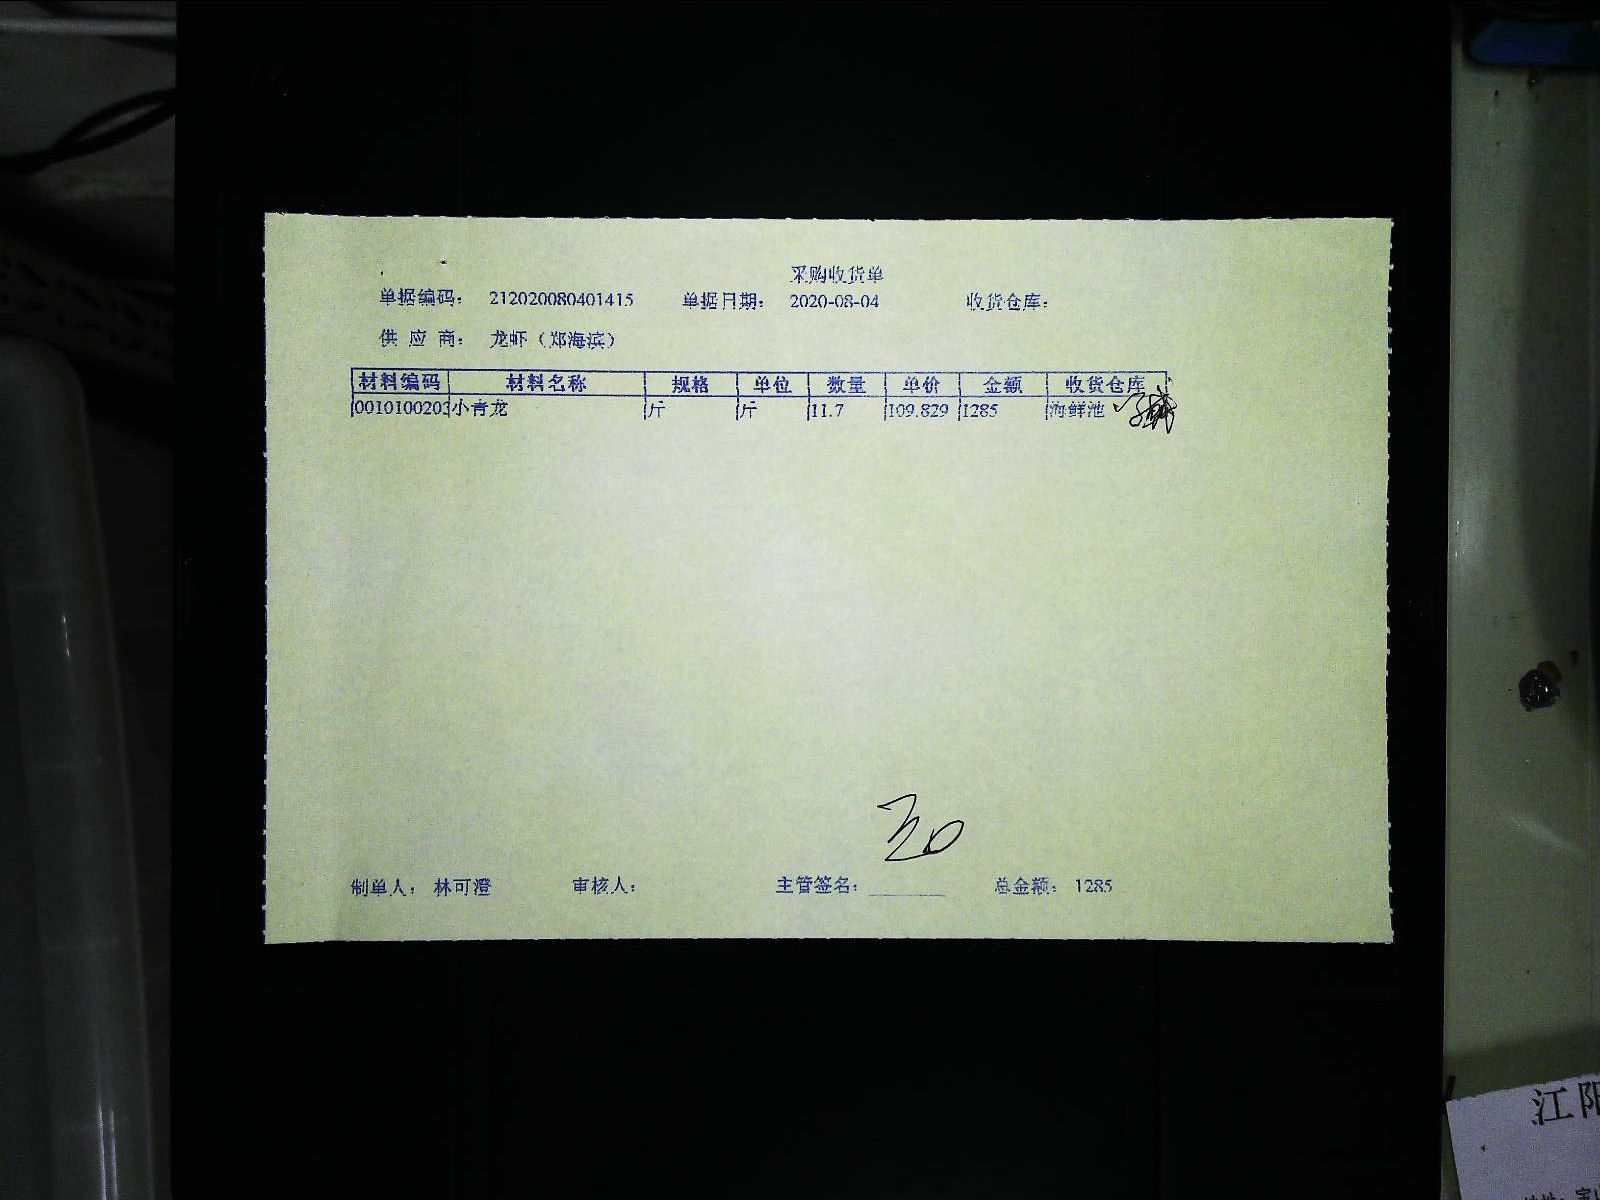 采购收货单
单据编码： 212020080401415 单据日期： 2020-08-04 收货仓库：
供 应 商： 龙虾（郑海滨）
材料编码 材料名称 规格 单位 数量 单价 金额 收货仓库
0010100203 小青龙 斤 斤 11.7 109.829 1285 海鲜池
制单人： 林可澄 审核人： 主管签名： 总金额： 1285
江阳